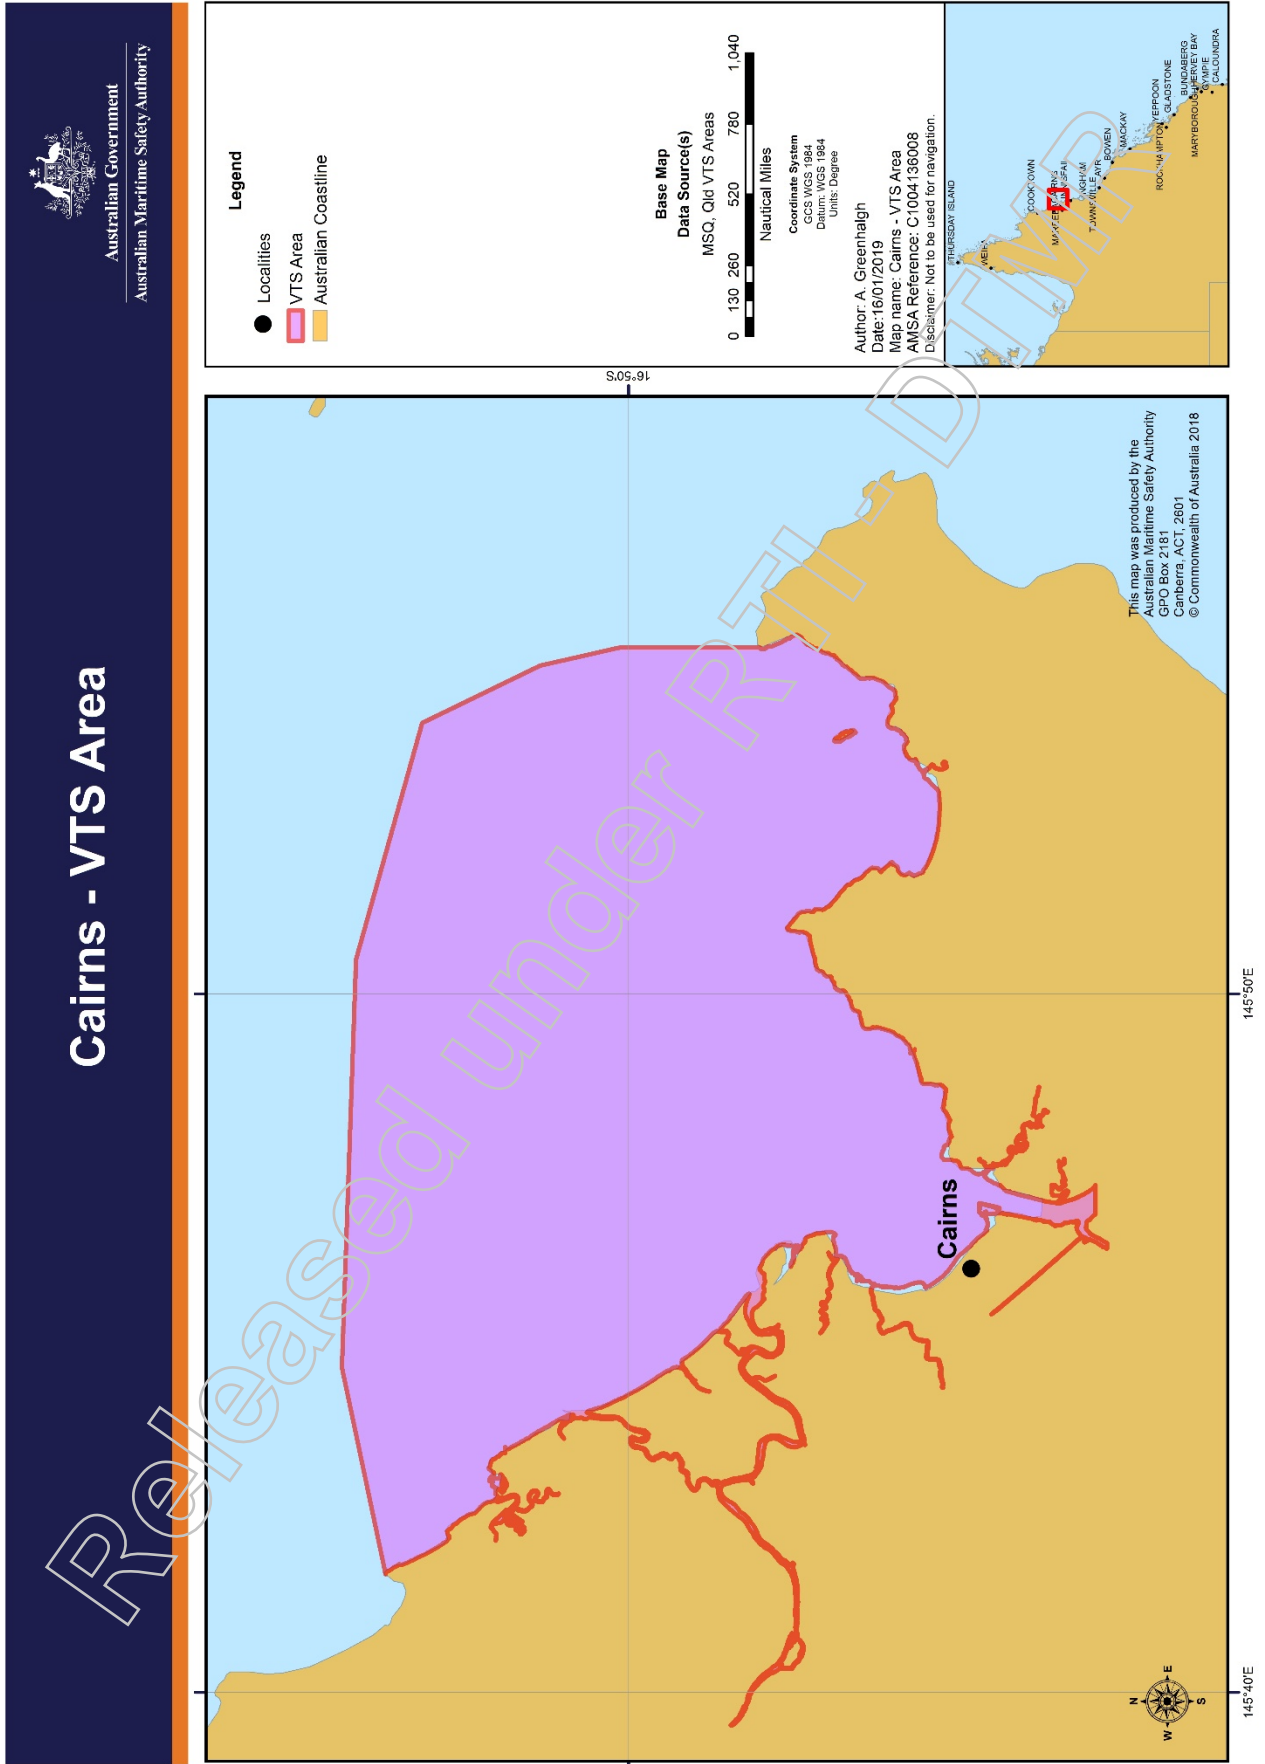 Cairns - VTS Area
Australian Government
Australian Maritime Safety Authority
Legend
Localities
VTS Area
Australian Coastline
Base Map
Data Source(s)
MSQ, Qld VTS Areas
0 130 260 520 780 1,040
Nautical Miles
Coordinate System
GCS WGS 1984
Datum: WGS 1984
Units: Degree
Author: A. Greenhalgh
Date:16/01/2019
Map name: Cairns - VTS Area
AMSA Reference: C1004136008
Disclaimer: Not to be used for navigation.
THURSDAY ISLAND
WEIPA
COOKTOWN
TOWNSVILLE
AYR
BOWEN
MACKAY
ROCKHAMPTON
YEPPOON
GLADSTONE
BUNDABERG
MARYBOROUGH
HERVEY BAY
GYMPIE
CALOUNDRA
16°50'S
Cairns
145°40'E
145°50'E
N
W E
S
This map was produced by the
Australian Maritime Safety Authority
GPO Box 2181
Canberra, ACT, 2601
© Commonwealth of Australia 2018
Released under RTI - DTMR